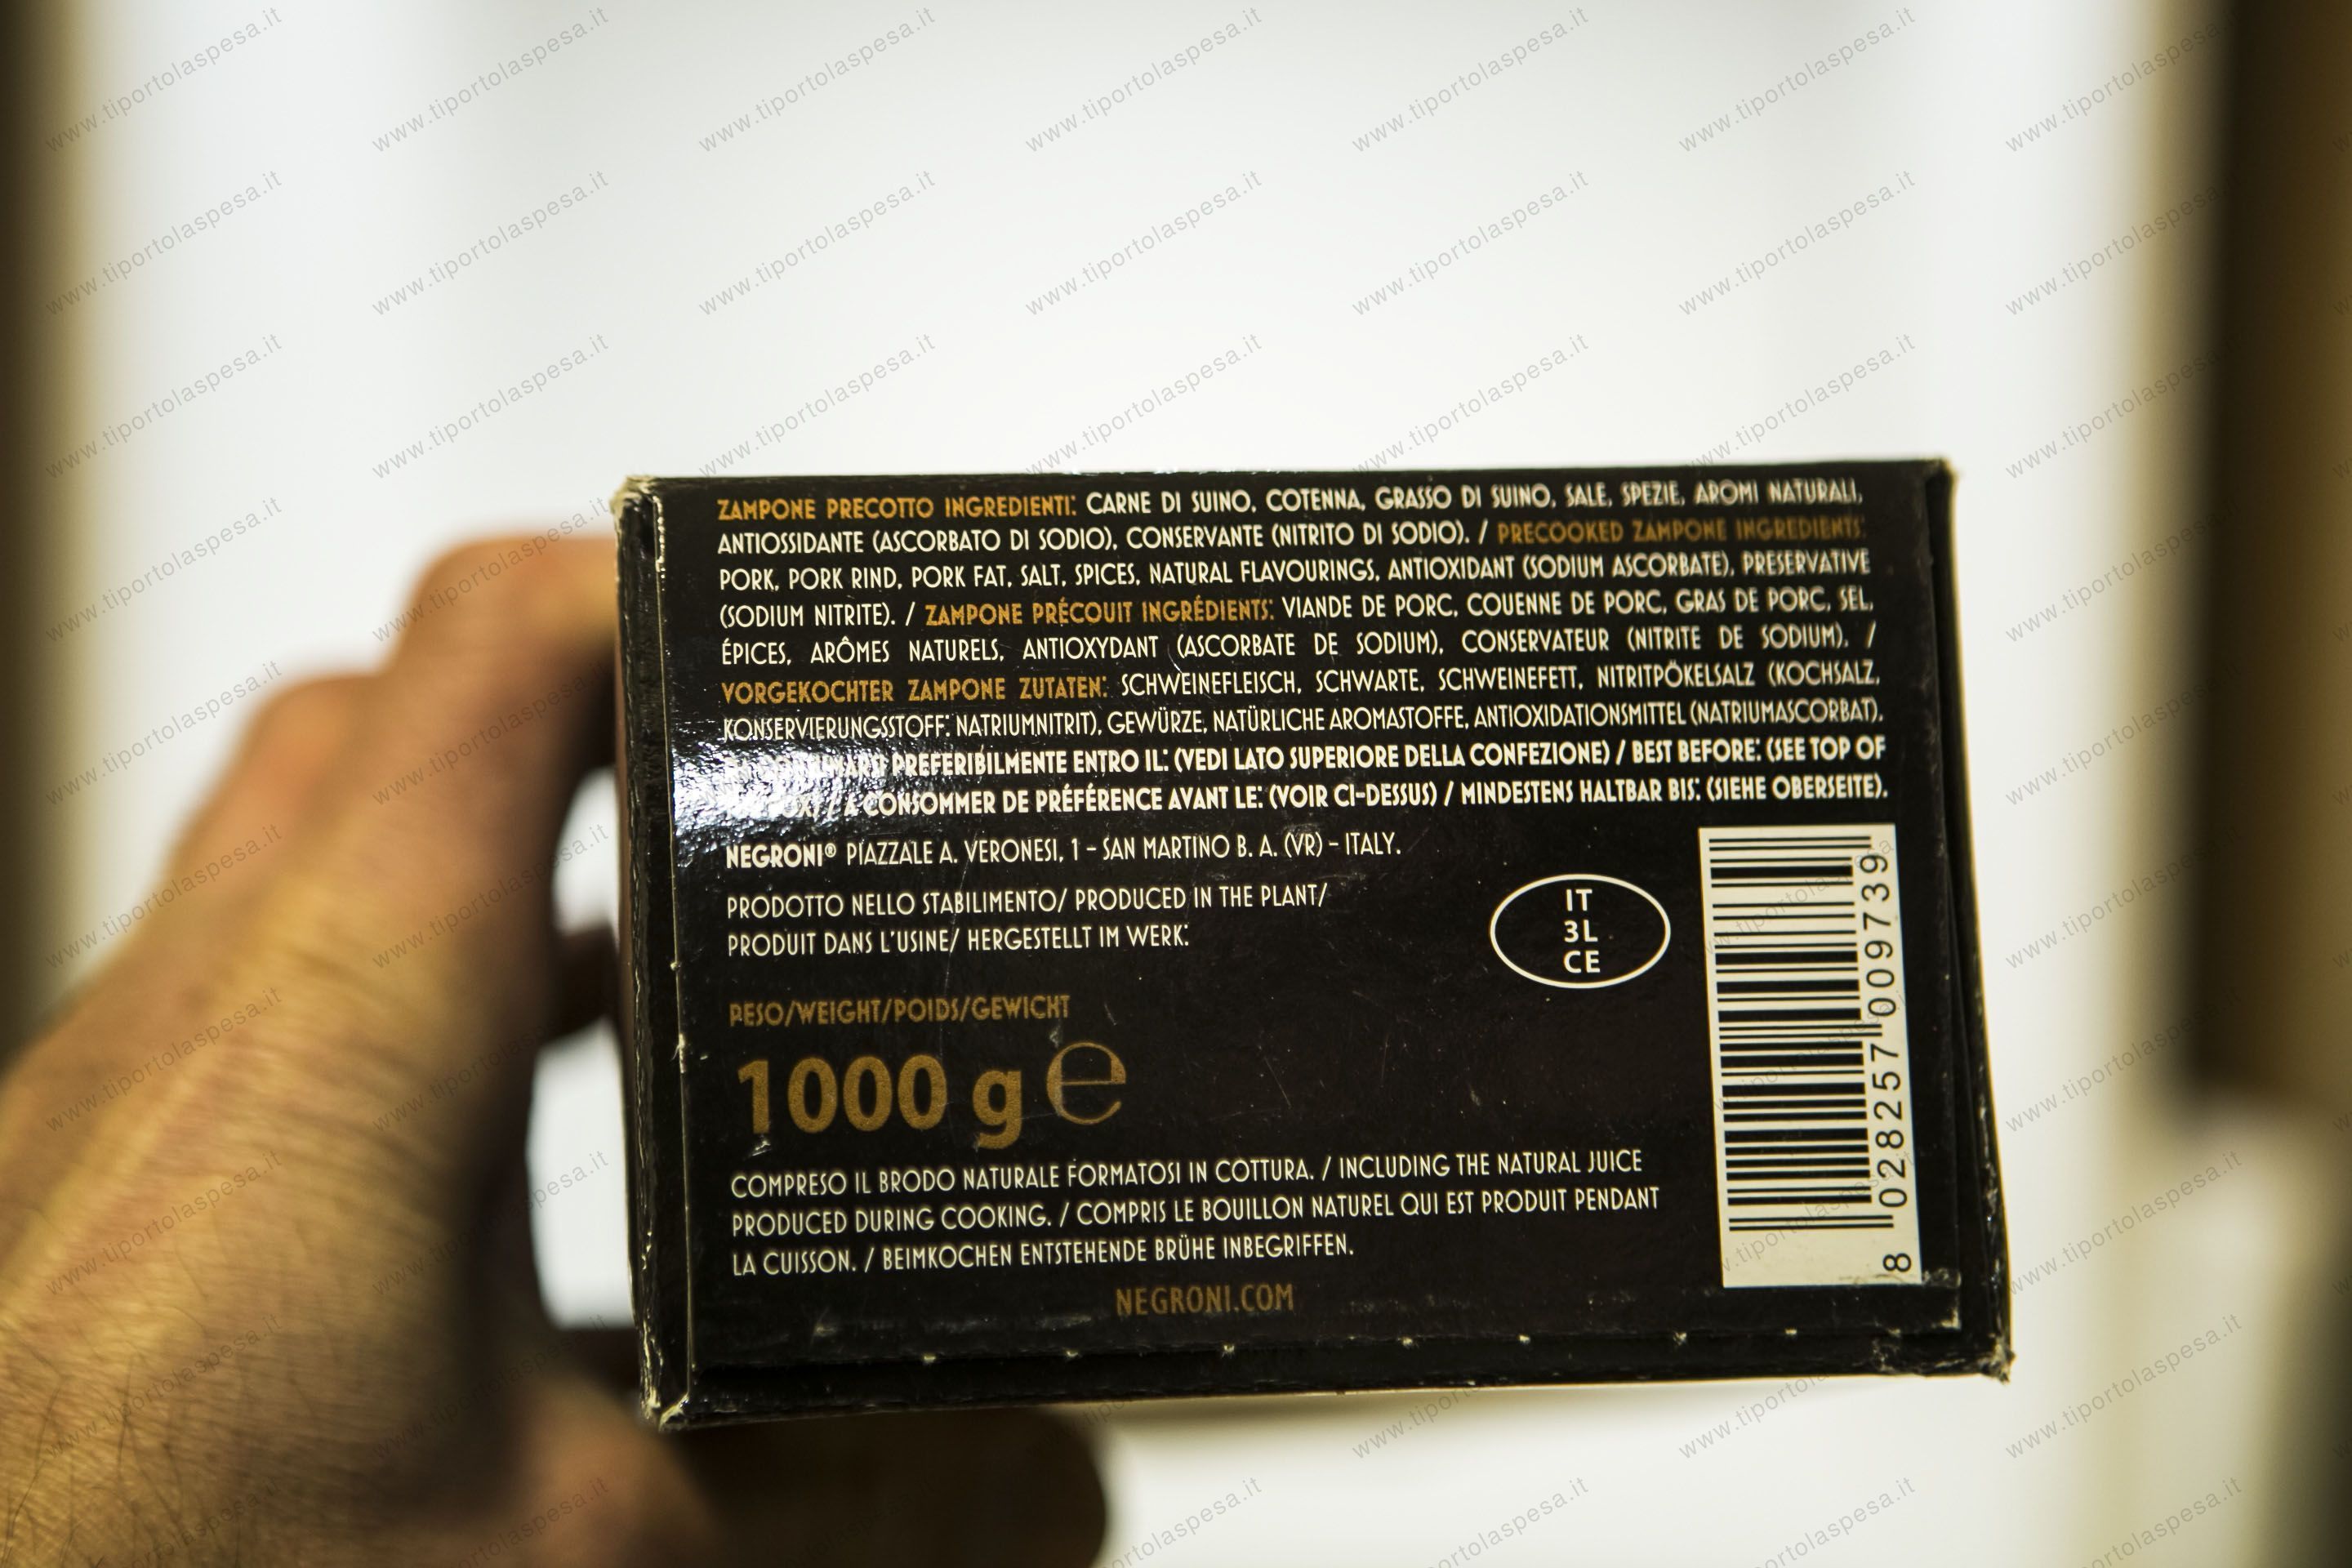 ZAMPONE PRECOTTO INGREDIENTI: CARNE DI SUINO, COTENNA, GRASSO DI SUINO, SALE, SPEZIE, AROMI NATURALI,
ANTIOSSIDANTE (ASCORBATO DI SODIO), CONSERVANTE (NITRITO DI SODIO). / PRECOOKED ZAMPONE INGREDIENTS:
PORK, PORK RIND, PORK FAT, SALT, SPICES, NATURAL FLAVOURINGS, ANTIOXIDANT (SODIUM ASCORBATE), PRESERVATIVE
(SODIUM NITRITE). / ZAMPONE PRÉCOUIT INGRÉDIENTS: VIANDE DE PORC, COUENNE DE PORC, GRAS DE PORC, SEL,
ÉPICES, ARÔMES NATURELS, ANTIOXYDANT (ASCORBATE DE SODIUM), CONSERVATEUR (NITRITE DE SODIUM). /
VORGEKOCHTER ZAMPONE ZUTATEN: SCHWEINEFLEISCH, SCHWARTE, SCHWEINEFETT, NITRITPÖKELSALZ (KOCHSALZ,
KONSERVIERUNGSSTOFF: NATRIUMNITRIT), GEWÜRZE, NATÜRLICHE AROMASTOFFE, ANTIOXIDATIONSMITTEL (NATRIUMASCORBAT).
PREFERIBILMENTE ENTRO IL: (VEDI LATO SUPERIORE DELLA CONFEZIONE) / BEST BEFORE: (SEE TOP OF
/ A CONSOMMER DE PRÉFÉRENCE AVANT LE: (VOIR CI-DESSUS) / MINDESTENS HALTBAR BIS: (SIEHE OBERSEITE).
NEGRONI® PIAZZALE A. VERONESI, 1 - SAN MARTINO B. A. (VR) - ITALY.
PRODOTTO NELLO STABILIMENTO/ PRODUCED IN THE PLANT/
PRODUIT DANS L'USINE/ HERGESTELLT IM WERK:
IT
3L
CE
PESO/WEIGHT/POIDS/GEWICHT
1000 g ℮
COMPRESO IL BRODO NATURALE FORMATOSI IN COTTURA. / INCLUDING THE NATURAL JUICE
PRODUCED DURING COOKING. / COMPRIS LE BOUILLON NATUREL QUI EST PRODUIT PENDANT
LA CUISSON. / BEIMKOCHEN ENTSTEHENDE BRÜHE INBEGRIFFEN.
NEGRONI.COM
8 028257 009739
www.tiportolaspesa.it